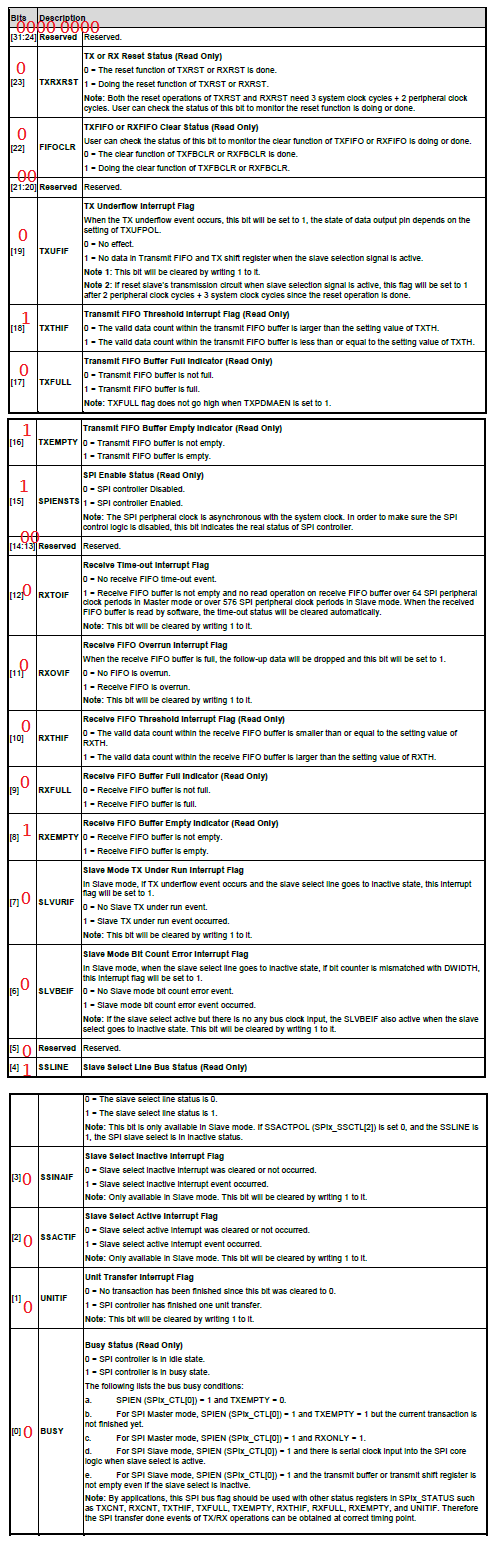 Bits Description
0000 0000
[31:24] Reserved Reserved.
0
[23] TXRXRST TX or RX Reset Status (Read Only)
0 = The reset function of TXRST or RXRST is done.
1 = Doing the reset function of TXRST or RXRST.
Note: Both the reset operations of TXRST and RXRST need 3 system clock cycles + 2 peripheral clock
cycles. User can check the status of this bit to monitor the reset function is doing or done.
0
[22] FIFOCLR TXFIFO or RXFIFO Clear Status (Read Only)
User can check the status of this bit to monitor the clear function of TXFIFO or RXFIFO is doing or done.
0 = The clear function of TXFBCLR or RXFBCLR is done.
1 = Doing the clear function of TXFBCLR or RXFBCLR.
00
[21:20] Reserved Reserved.
0
[19] TXUFIF TX Underflow Interrupt Flag
When the TX underflow event occurs, this bit will be set to 1, the state of data output pin depends on the
setting of TXUFPOL.
0 = No effect.
1 = No data in Transmit FIFO and TX shift register when the slave selection signal is active.
Note 1: This bit will be cleared by writing 1 to it.
Note 2: If reset slave's transmission circuit when slave selection signal is active, this flag will be set to 1
after 2 peripheral clock cycles + 3 system clock cycles since the reset operation is done.
1
[18] TXTHIF Transmit FIFO Threshold Interrupt Flag (Read Only)
0 = The valid data count within the transmit FIFO buffer is larger than the setting value of TXTH.
1 = The valid data count within the transmit FIFO buffer is less than or equal to the setting value of TXTH.
0
[17] TXFULL Transmit FIFO Buffer Full Indicator (Read Only)
0 = Transmit FIFO buffer is not full.
1 = Transmit FIFO buffer is full.
Note: TXFULL flag does not go high when TXPDMAEN is set to 1.
1
[16] TXEMPTY Transmit FIFO Buffer Empty Indicator (Read Only)
0 = Transmit FIFO buffer is not empty.
1 = Transmit FIFO buffer is empty.
1
[15] SPIENSTS SPI Enable Status (Read Only)
0 = SPI controller Disabled.
1 = SPI controller Enabled.
Note: The SPI peripheral clock is asynchronous with the system clock. In order to make sure the SPI
control logic is disabled, this bit indicates the real status of SPI controller.
00
[14:13] Reserved Reserved.
[12] 0 RXTOIF Receive Time-out Interrupt Flag
0 = No receive FIFO time-out event.
1 = Receive FIFO buffer is not empty and no read operation on receive FIFO buffer over 64 SPI peripheral
clock periods in Master mode or over 576 SPI peripheral clock periods in Slave mode. When the received
FIFO buffer is read by software, the time-out status will be cleared automatically.
Note: This bit will be cleared by writing 1 to it.
0
[11] RXOVIF Receive FIFO Overrun Interrupt Flag
When the receive FIFO buffer is full, the follow-up data will be dropped and this bit will be set to 1.
0 = No FIFO is overrun.
1 = Receive FIFO is overrun.
Note: This bit will be cleared by writing 1 to it.
0
[10] RXTHIF Receive FIFO Threshold Interrupt Flag (Read Only)
0 = The valid data count within the receive FIFO buffer is smaller than or equal to the setting value of
RXTH.
1 = The valid data count within the receive FIFO buffer is larger than the setting value of RXTH.
[9] 0 RXFULL Receive FIFO Buffer Full Indicator (Read Only)
0 = Receive FIFO buffer is not full.
1 = Receive FIFO buffer is full.
[8] 1 RXEMPTY Receive FIFO Buffer Empty Indicator (Read Only)
0 = Receive FIFO buffer is not empty.
1 = Receive FIFO buffer is empty.
[7] 0 SLVURIF Slave Mode TX Under Run Interrupt Flag
In Slave mode, if TX underflow event occurs and the slave select line goes to inactive state, this interrupt
flag will be set to 1.
0 = No Slave TX under run event.
1 = Slave TX under run event occurred.
Note: This bit will be cleared by writing 1 to it.
[6] 0 SLVBEIF Slave Mode Bit Count Error Interrupt Flag
In Slave mode, when the slave select line goes to inactive state, if bit counter is mismatched with DWIDTH,
this interrupt flag will be set to 1.
0 = No Slave mode bit count error event.
1 = Slave mode bit count error event occurred.
Note: If the slave select active but there is no any bus clock input, the SLVBEIF also active when the slave
select goes to inactive state. This bit will be cleared by writing 1 to it.
[5] 0 Reserved Reserved.
[4] 1 SSLINE Slave Select Line Bus Status (Read Only)
0 = The slave select line status is 0.
1 = The slave select line status is 1.
Note: This bit is only available in Slave mode. If SSACTPOL (SPIx_SSCTL[2]) is set 0, and the SSLINE is
1, the SPI slave select is in inactive status.
[3] 0 SSINAIF Slave Select Inactive Interrupt Flag
0 = Slave select inactive interrupt was cleared or not occurred.
1 = Slave select inactive interrupt event occurred.
Note: Only available in Slave mode. This bit will be cleared by writing 1 to it.
[2] 0 SSACTIF Slave Select Active Interrupt Flag
0 = Slave select active interrupt was cleared or not occurred.
1 = Slave select active interrupt event occurred.
Note: Only available in Slave mode. This bit will be cleared by writing 1 to it.
[1] 0 UNITIF Unit Transfer Interrupt Flag
0 = No transaction has been finished since this bit was cleared to 0.
1 = SPI controller has finished one unit transfer.
Note: This bit will be cleared by writing 1 to it.
[0] 0 BUSY Busy Status (Read Only)
0 = SPI controller is in idle state.
1 = SPI controller is in busy state.
The following lists the bus busy conditions:
a. SPIEN (SPIx_CTL[0]) = 1 and TXEMPTY = 0.
b. For SPI Master mode, SPIEN (SPIx_CTL[0]) = 1 and TXEMPTY = 1 but the current transaction is
not finished yet.
c. For SPI Master mode, SPIEN (SPIx_CTL[0]) = 1 and RXONLY = 1.
d. For SPI Slave mode, SPIEN (SPIx_CTL[0]) = 1 and there is serial clock input into the SPI core
logic when slave select is active.
e. For SPI Slave mode, SPIEN (SPIx_CTL[0]) = 1 and the transmit buffer or transmit shift register is
not empty even if the slave select is inactive.
Note: By applications, this SPI bus flag should be used with other status registers in SPIx_STATUS such
as TXCNT, RXCNT, TXTHIF, TXFULL, TXEMPTY, RXTHIF, RXFULL, RXEMPTY, and UNITIF. Therefore
the SPI transfer done events of TX/RX operations can be obtained at correct timing point.